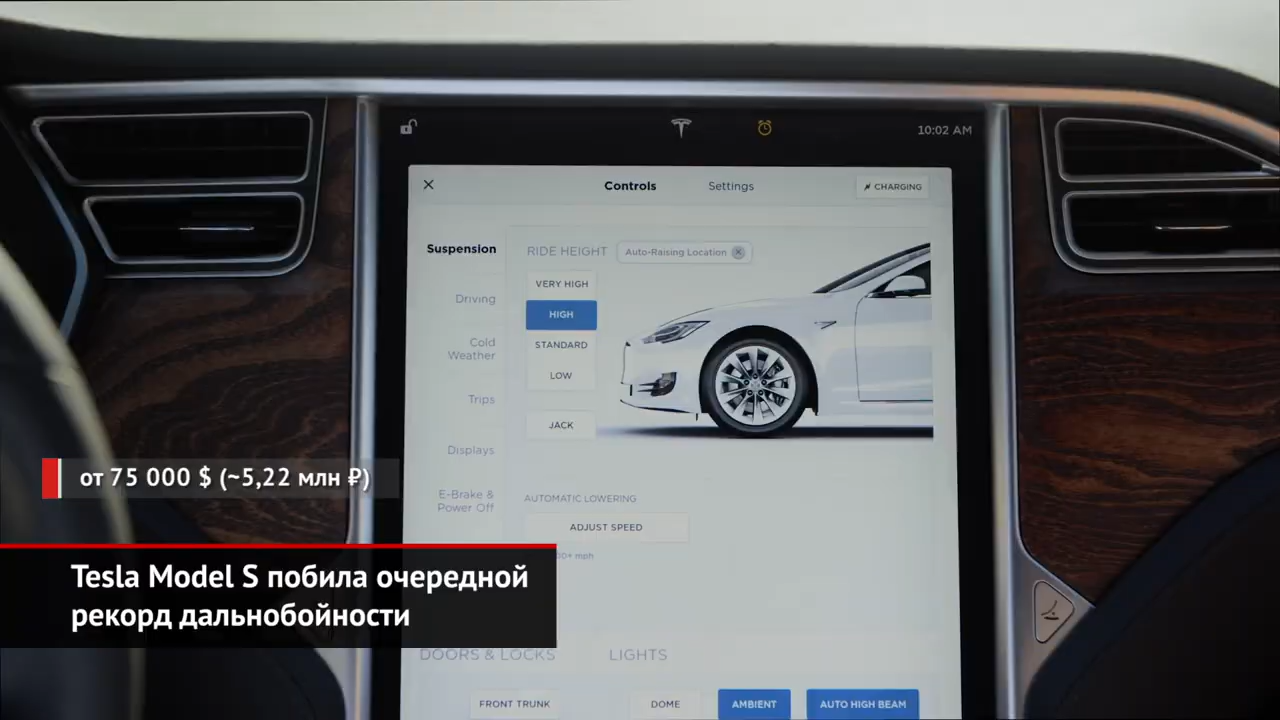 10:02 AM
Controls
Settings
CHARGING
Suspension
RIDE HEIGHT
Auto-Raising Location
VERY HIGH
Driving
HIGH
Cold
Weather
STANDARD
LOW
Trips
JACK
Displays
от 75 000 $ (~5,22 млн ₽)
E-Brake &
Power Off
AUTOMATIC LOWERING
ADJUST SPEED
mph
Tesla Model S побила очередной
рекорд дальнобойности
DOORS & LOCKS
LIGHTS
FRONT TRUNK
DOME
AMBIENT
AUTO HIGH BEAM